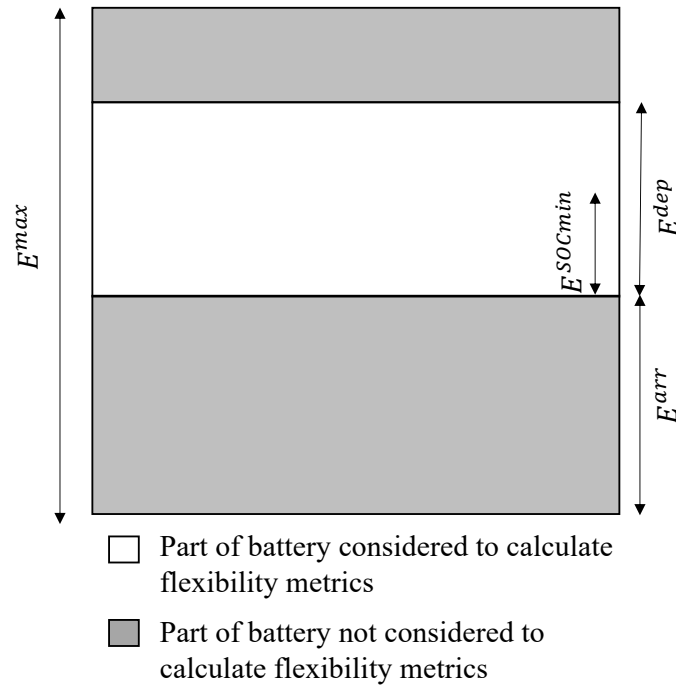 E^{max}
E^{SOCmin}
E^{dep}
E^{arr}
Part of battery considered to calculate
flexibility metrics
Part of battery not considered to
calculate flexibility metrics